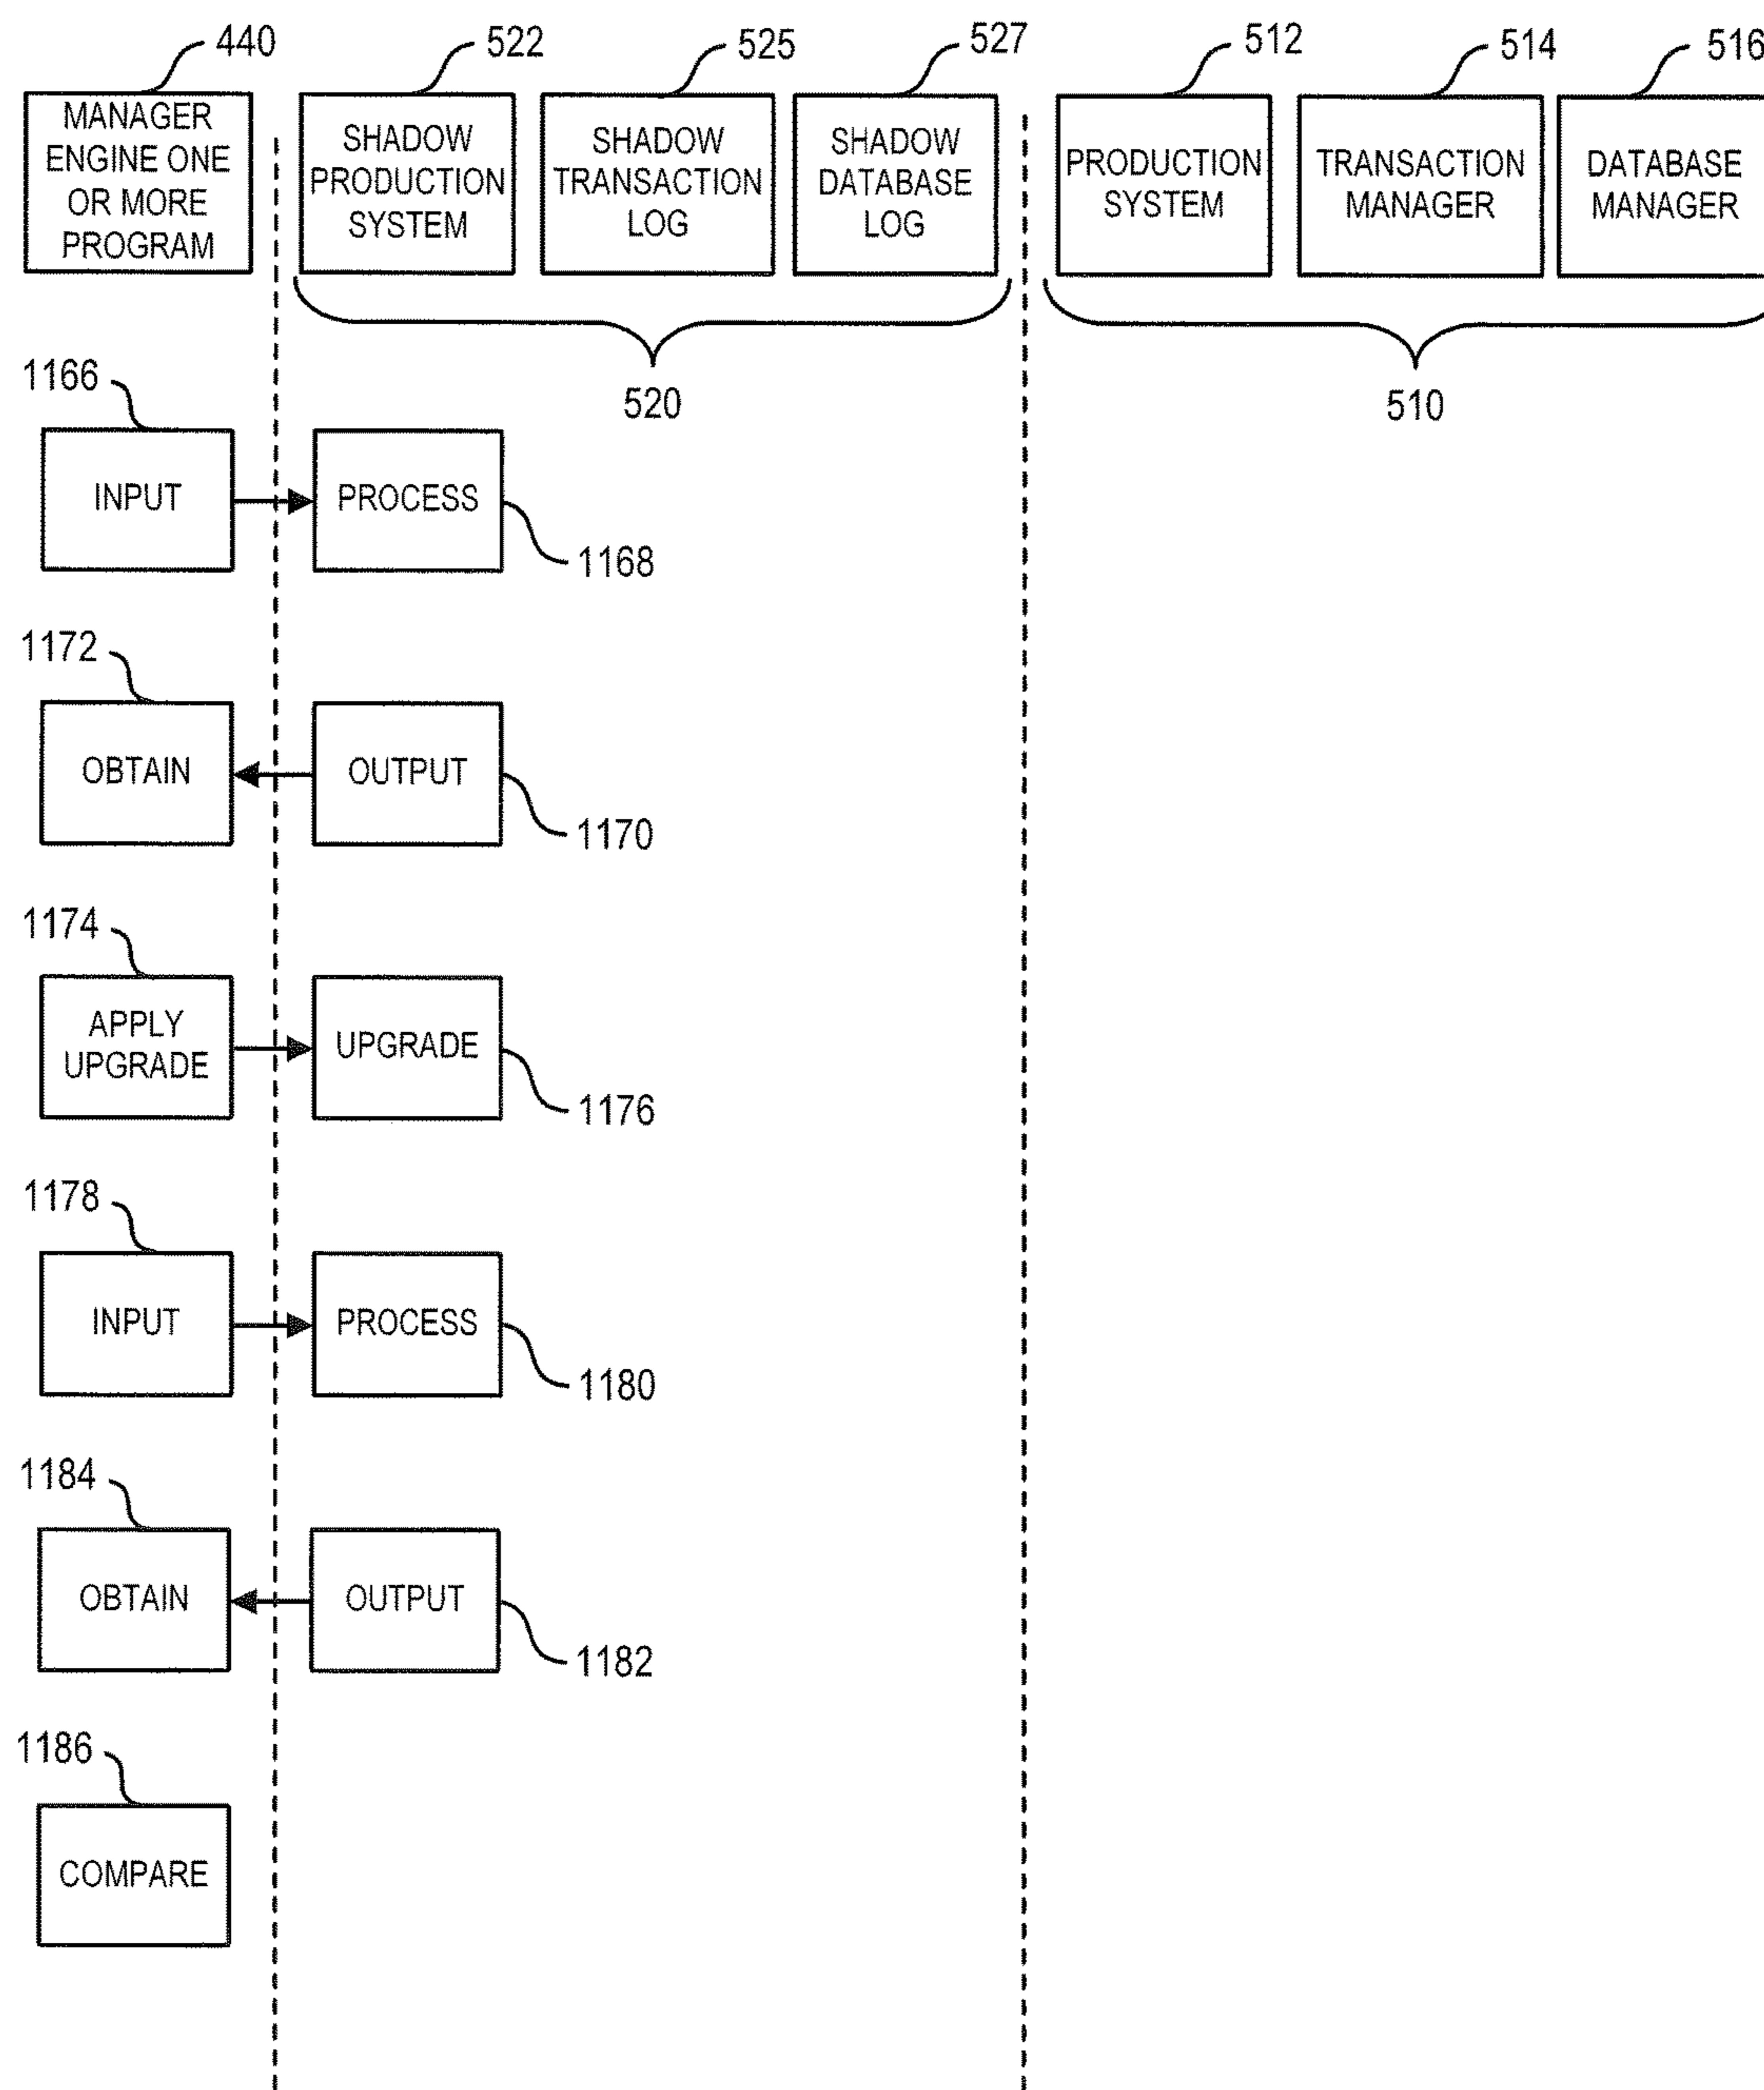 440
522
525
527
512
514
516
MANAGER
ENGINE ONE
OR MORE
PROGRAM
SHADOW
PRODUCTION
SYSTEM
SHADOW
TRANSACTION
LOG
SHADOW
DATABASE
LOG
PRODUCTION
SYSTEM
TRANSACTION
MANAGER
DATABASE
MANAGER
520
510
1166
INPUT
PROCESS
1168
1172
OBTAIN
OUTPUT
1170
1174
APPLY
UPGRADE
UPGRADE
1176
1178
INPUT
PROCESS
1180
1184
OBTAIN
OUTPUT
1182
1186
COMPARE